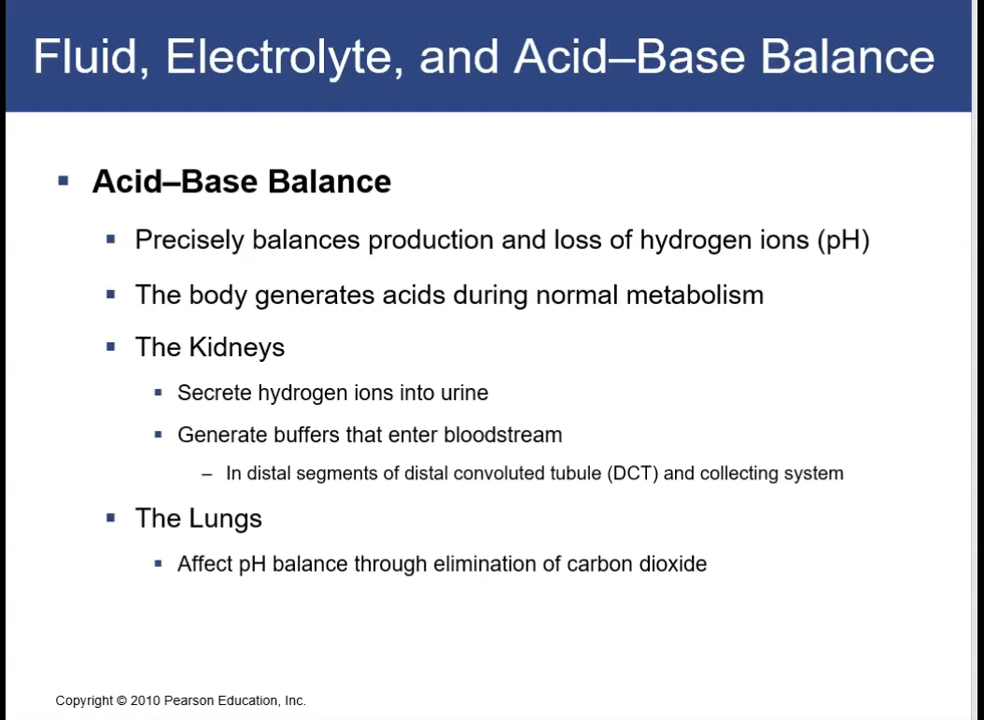 Fluid, Electrolyte, and Acid–Base Balance
▪ Acid–Base Balance
▪ Precisely balances production and loss of hydrogen ions (pH)
▪ The body generates acids during normal metabolism
▪ The Kidneys
▪ Secrete hydrogen ions into urine
▪ Generate buffers that enter bloodstream
– In distal segments of distal convoluted tubule (DCT) and collecting system
▪ The Lungs
▪ Affect pH balance through elimination of carbon dioxide
Copyright © 2010 Pearson Education, Inc.